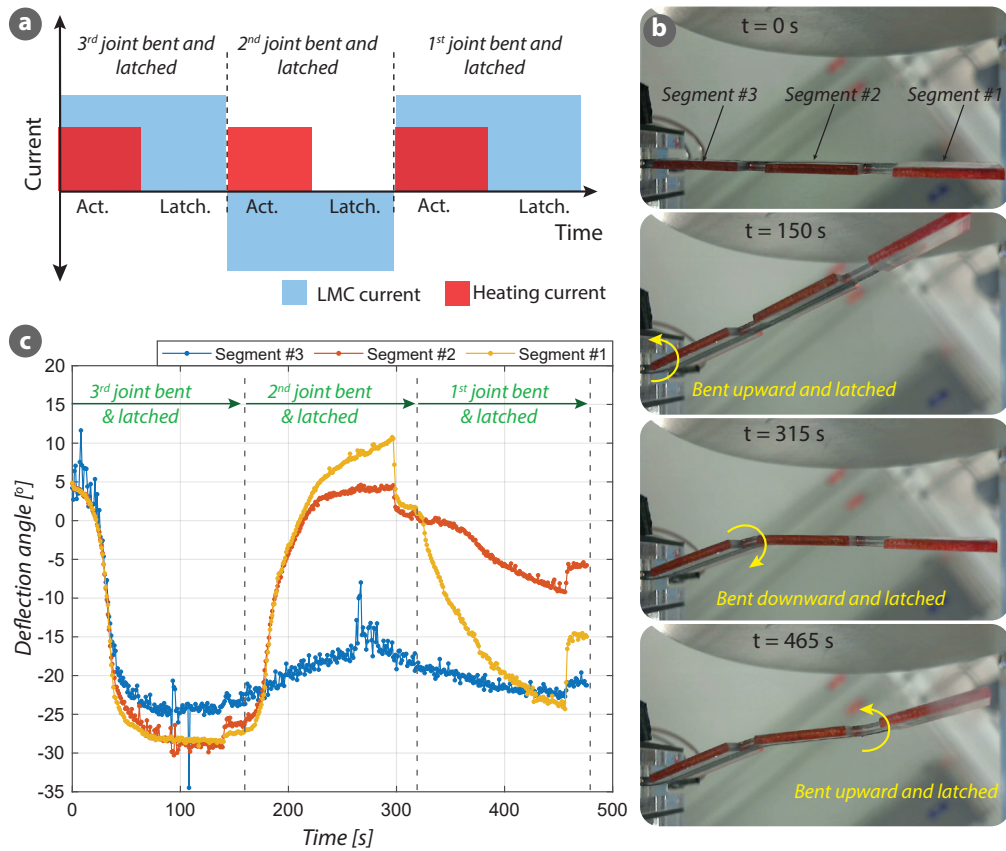 a
3rd joint bent and
latched
2nd joint bent and
latched
1st joint bent and
latched
Current
Act.
Latch.
Act.
Latch.
Act.
Latch.
Time
LMC current
Heating current
b
t = 0 s
Segment #3
Segment #2
Segment #1
t = 150 s
Bent upward and latched
t = 315 s
Bent downward and latched
t = 465 s
Bent upward and latched
c
Segment #3
Segment #2
Segment #1
3rd joint bent
& latched
2nd joint bent
& latched
1st joint bent
& latched
Deflection angle [°]
20
15
10
5
0
-5
-10
-15
-20
-25
-30
-35
0
100
200
300
400
500
Time [s]